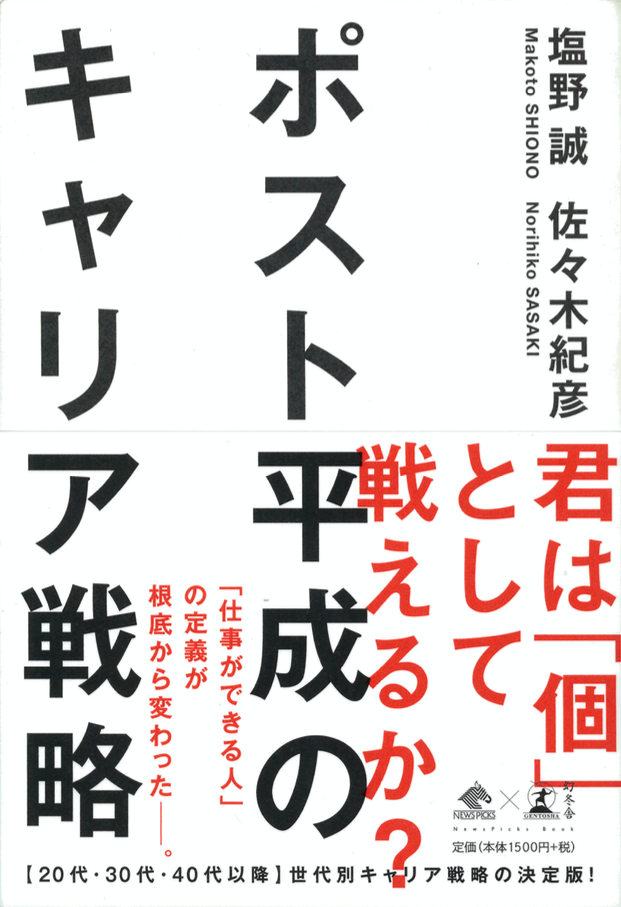 塩野 誠 佐々木紀彦
Makoto SHIONO Norihiko SASAKI
ポスト平成の
キャリア戦略
君は「個」
として
戦えるか?
「仕事ができる人」
の定義が
根底から変わった——。
NEWSPICKS × GENTOSHA 幻冬舎
NewsPicks Book
定価(本体1500円+税)
【20代・30代・40代以降】世代別キャリア戦略の決定版!